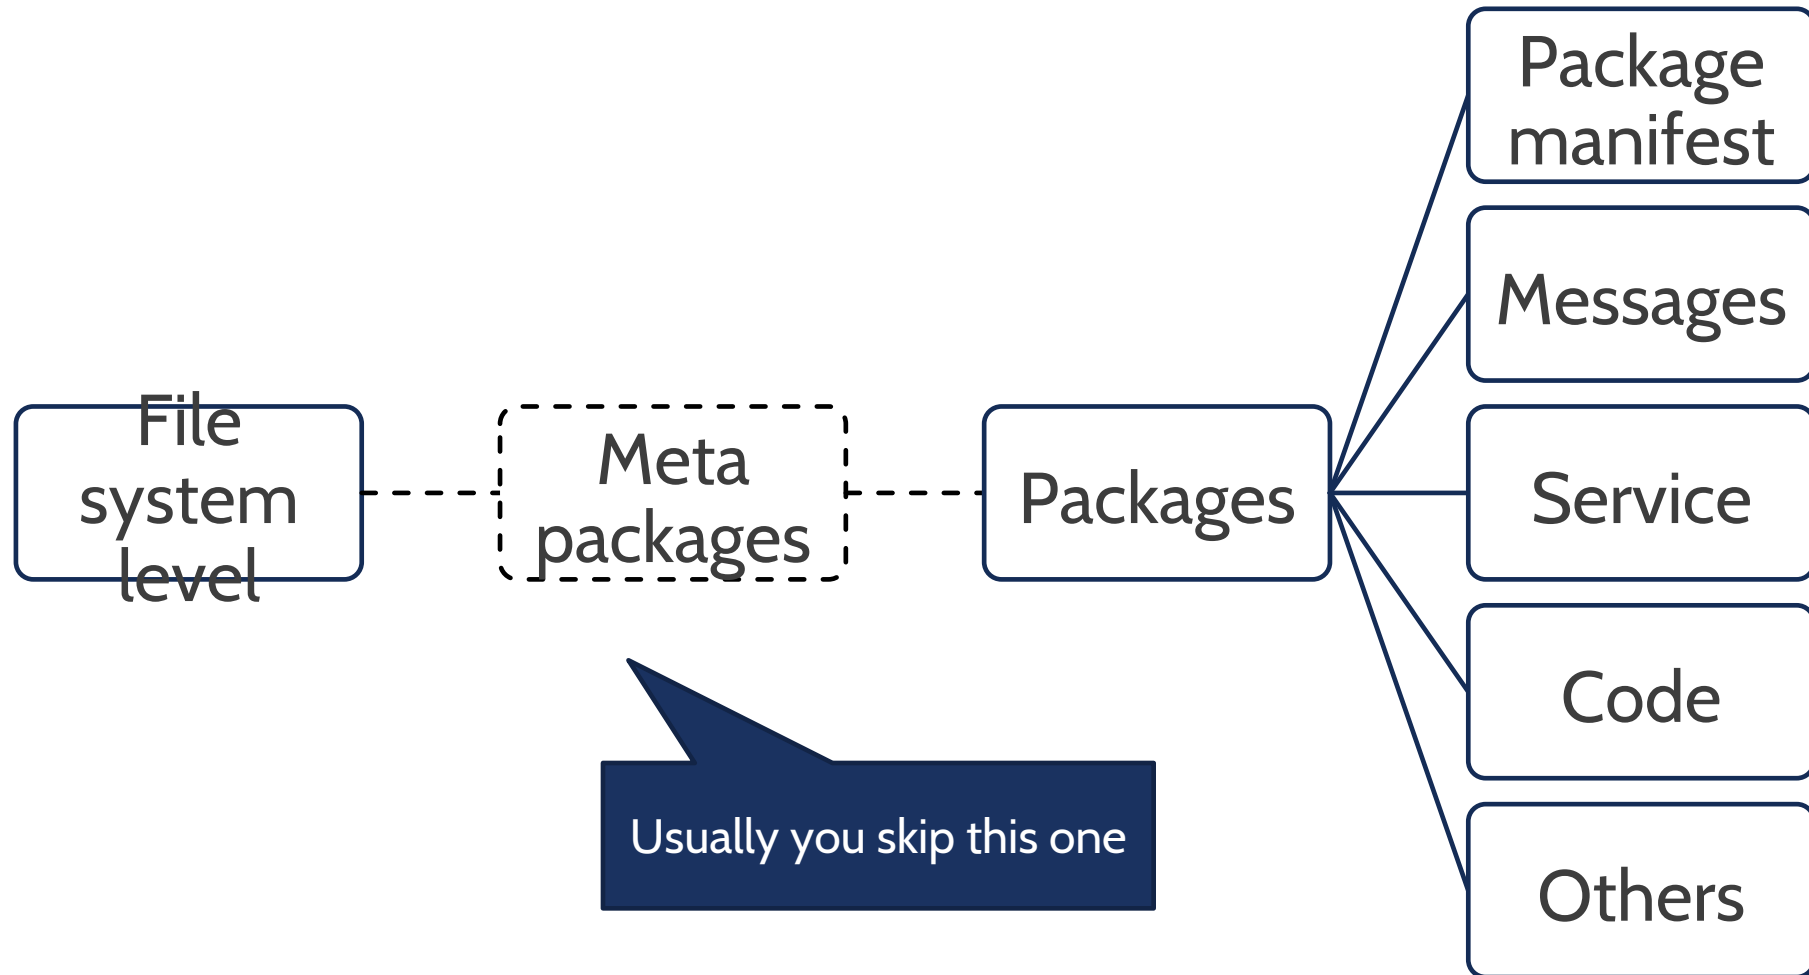 File
system
level
Meta
packages
Packages
Package
manifest
Messages
Service
Code
Others
Usually you skip this one